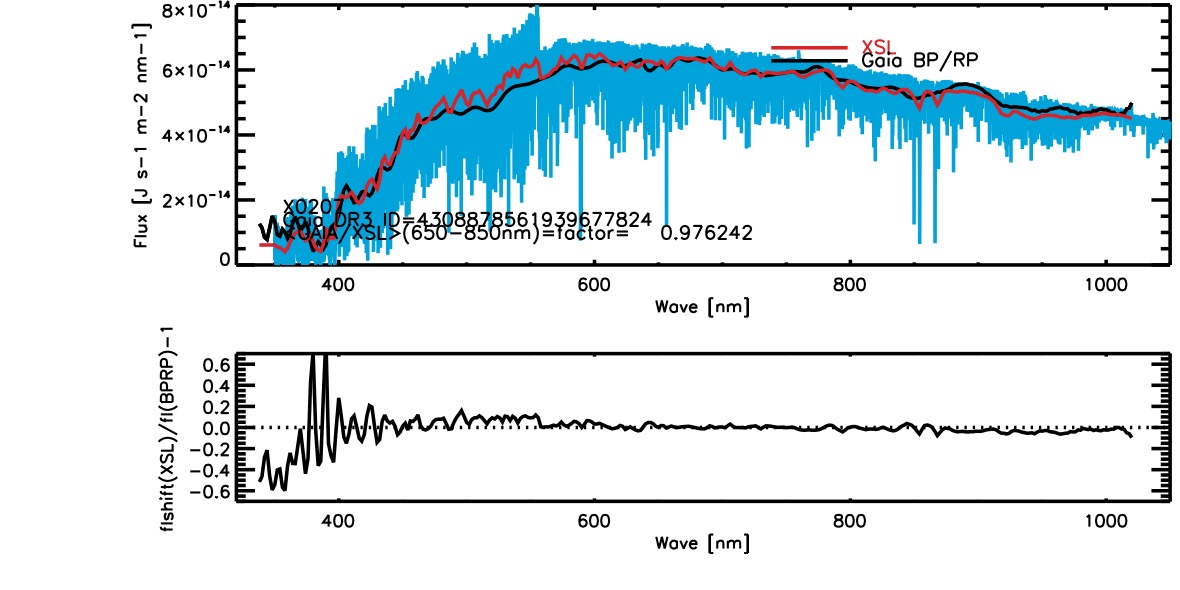 8×10−14
6×10−14
4×10−14
2×10−14
0
Flux [J s−1 m−2 nm−1]
XSL
Gaia BP/RP
X0207
Gaia DR3 ID=4308878561939677824
<GAIA/XSL>(650−850nm)=factor= 0.976242
400 600 800 1000
Wave [nm]
flshift(XSL)/fl(BPRP)−1
0.6
0.4
0.2
0.0
−0.2
−0.4
−0.6
400 600 800 1000
Wave [nm]